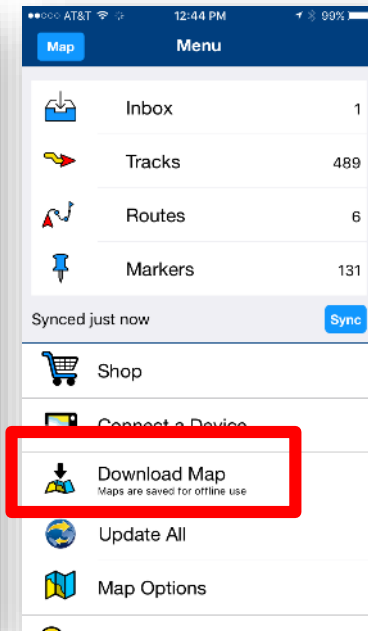 AT&T 12:44 PM 99%
Map Menu
Inbox 1
Tracks 489
Routes 6
Markers 131
Synced just now Sync
Shop
Connect a Device
Download Map
Maps are saved for offline use
Update All
Map Options